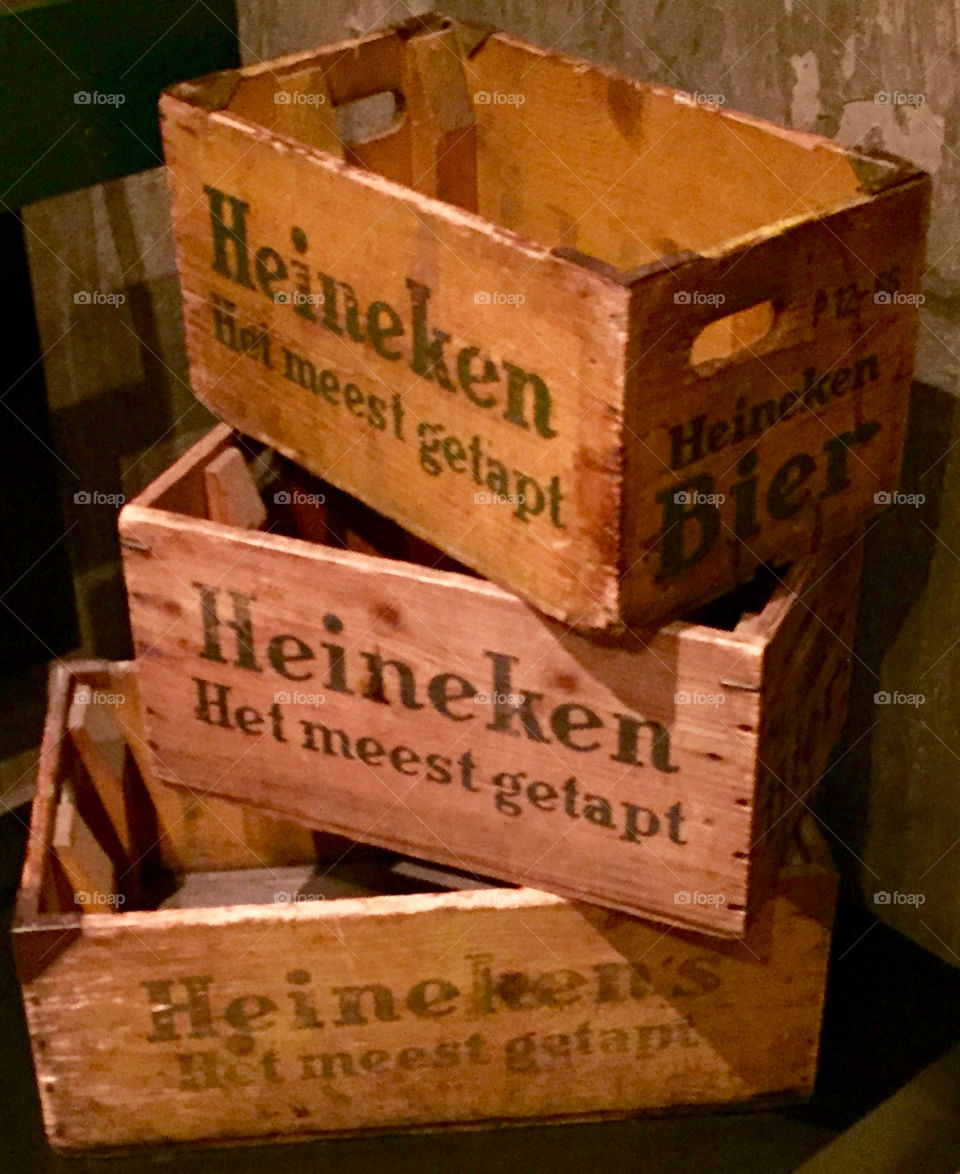 Heineken
Het meest getapt
Heineken
Bier
Heineken
Het meest getapt
Heineken's
Het meest getapt